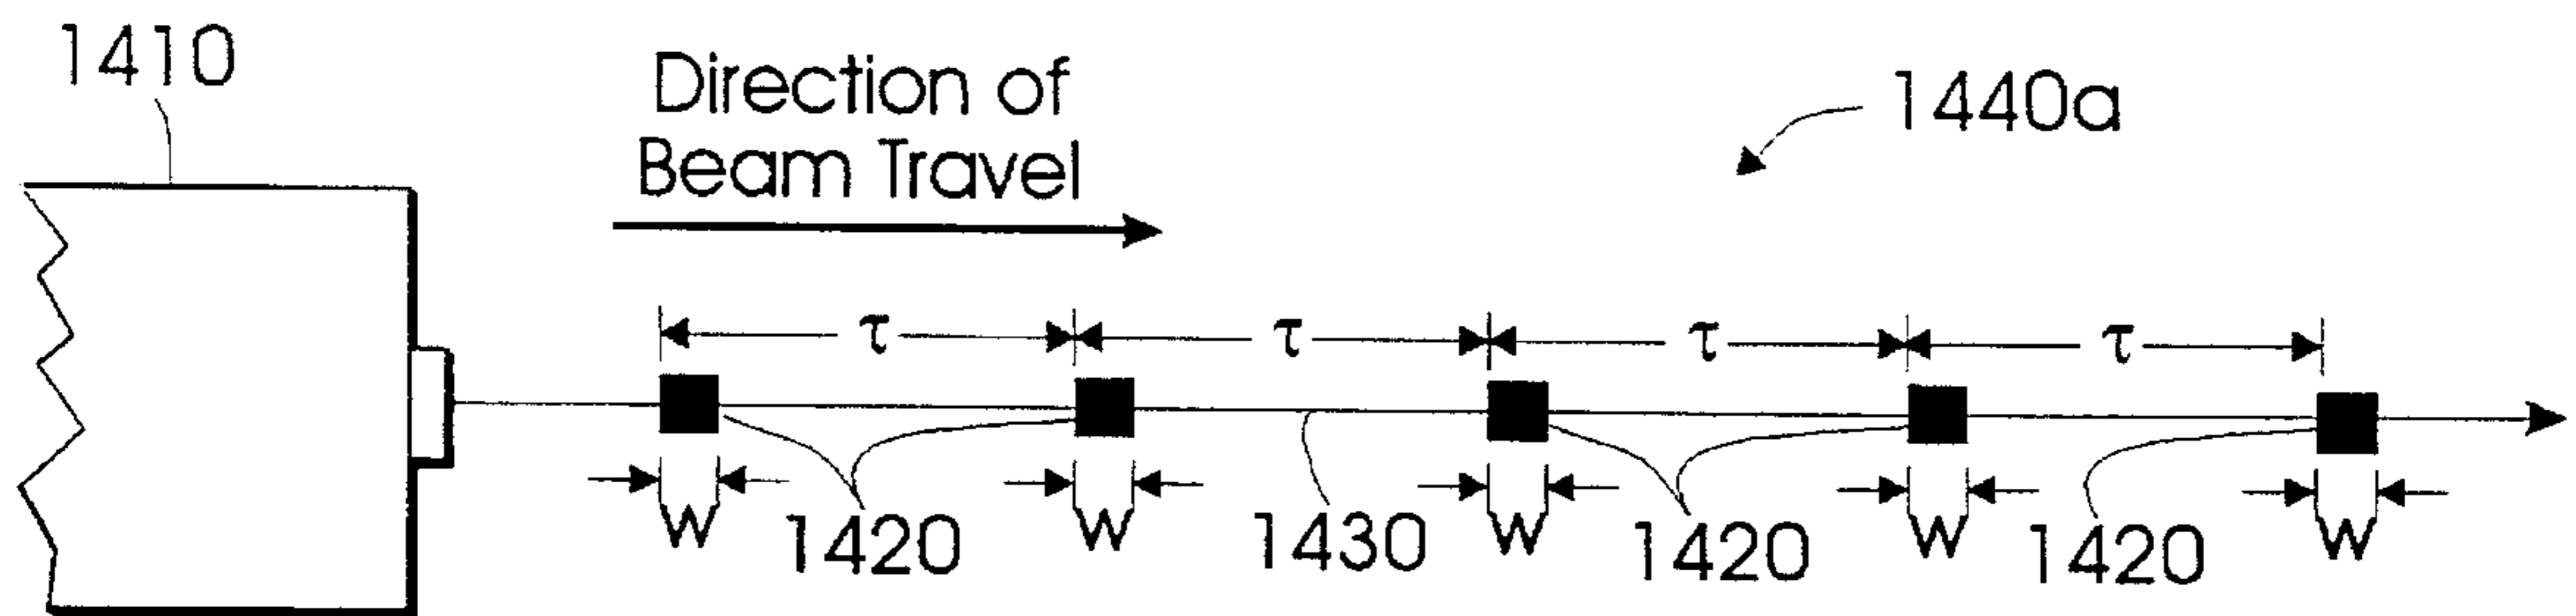 1410
Direction of
Beam Travel
1440a
τ τ τ τ
W W W W W
1420 1430 1420 1420